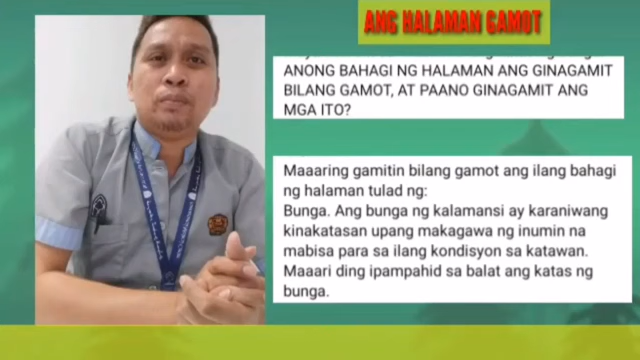 ANG HALAMAN GAMOT
ANONG BAHAGI NG HALAMAN ANG GINAGAMIT
BILANG GAMOT, AT PAANO GINAGAMIT ANG
MGA ITO?
Maaaring gamitin bilang gamot ang ilang bahagi
ng halaman tulad ng:
Bunga. Ang bunga ng kalamansi ay karaniwang
kinakatasan upang makagawa ng inumin na
mabisa para sa ilang kondisyon sa katawan.
Maaari ding ipampahid sa balat ang katas ng
bunga.